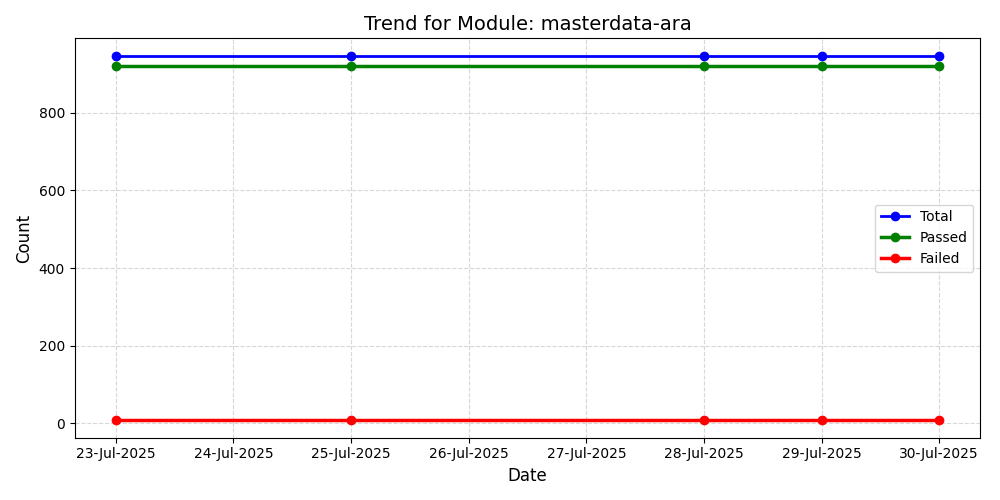 Trend for Module: masterdata-ara
Count
800
600
400
200
0
Total
Passed
Failed
23-Jul-2025 24-Jul-2025 25-Jul-2025 26-Jul-2025 27-Jul-2025 28-Jul-2025 29-Jul-2025 30-Jul-2025
Date